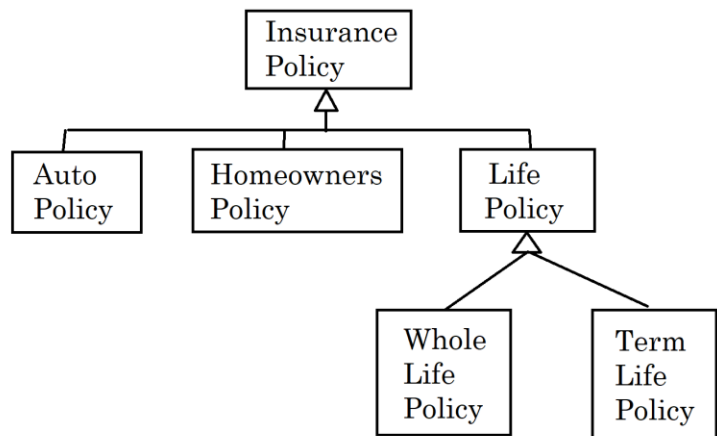 Insurance
Policy
Auto
Policy
Homeowners
Policy
Life
Policy
Whole
Life
Policy
Term
Life
Policy